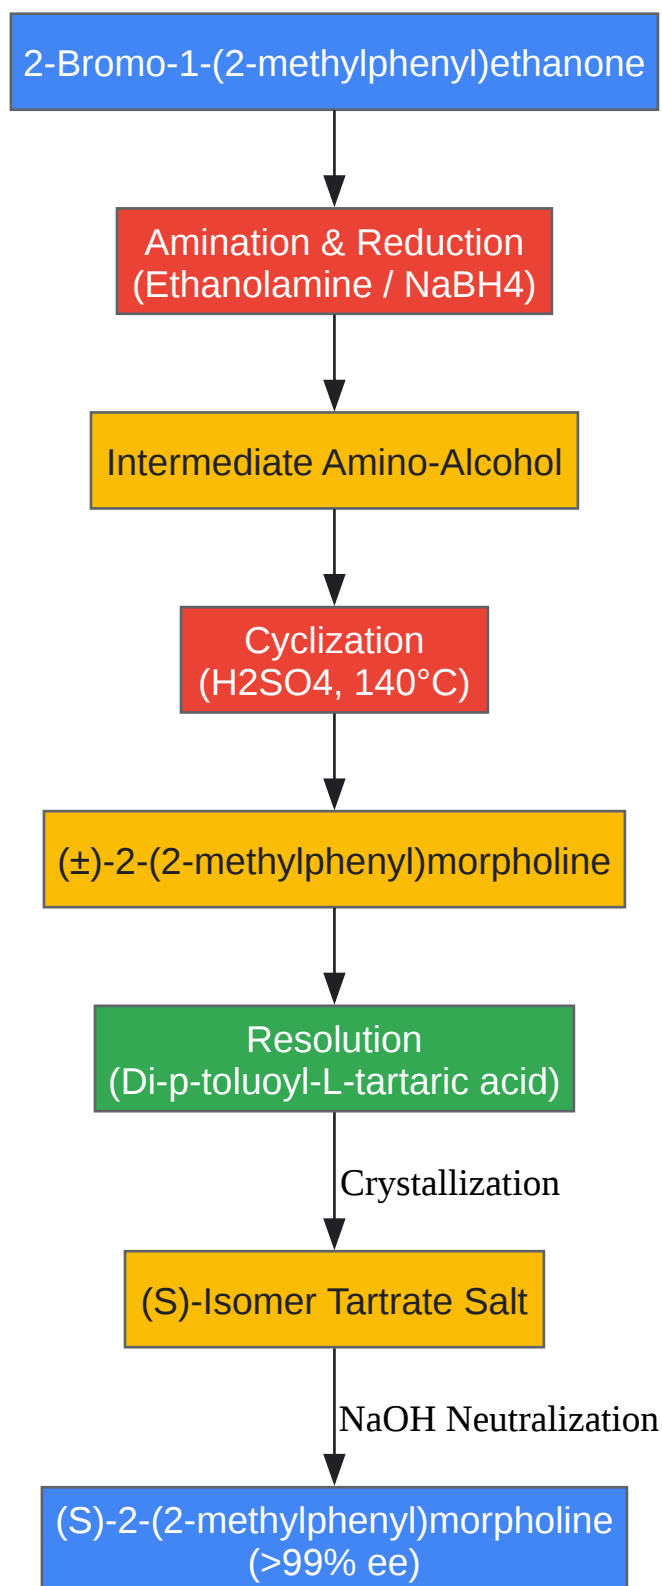 2-Bromo-1-(2-methylphenyl)ethanone
Amination & Reduction
(Ethanolamine / NaBH4)
Intermediate Amino-Alcohol
Cyclization
(H2SO4, 140°C)
(±)-2-(2-methylphenyl)morpholine
Resolution
(Di-p-toluoyl-L-tartaric acid)
Crystallization
(S)-Isomer Tartrate Salt
NaOH Neutralization
(S)-2-(2-methylphenyl)morpholine
(>99% ee)